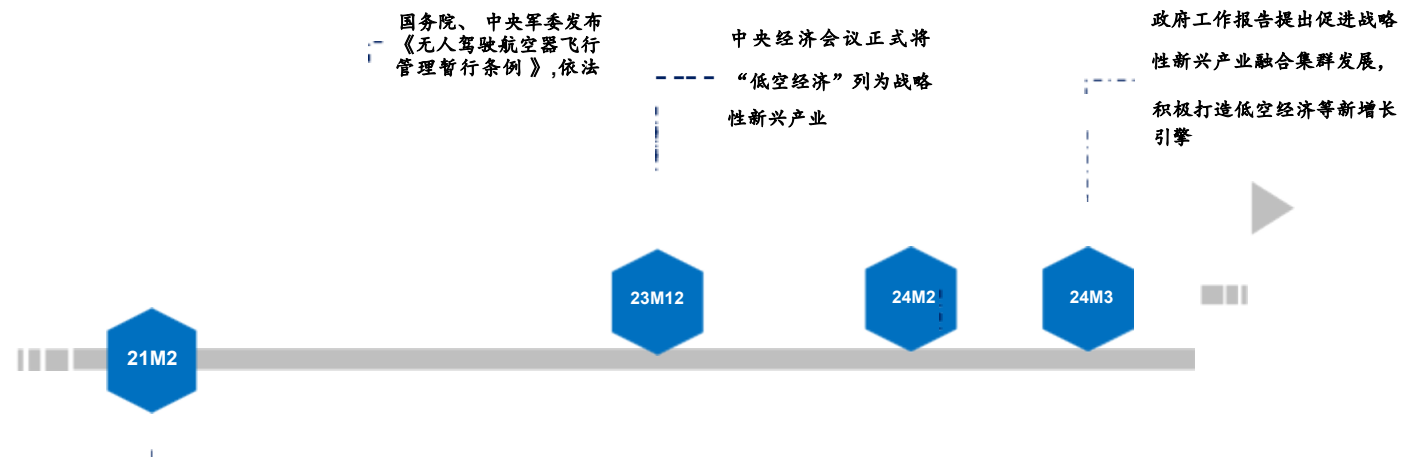 国务院、 中央军委发布
《无人驾驶航空器飞行
管理暂行条例 》,依法
中央经济会议正式将
“低空经济”列为战略
性新兴产业
政府工作报告提出促进战略
性新兴产业融合集群发展,
积极打造低空经济等新增长
引擎
23M12
24M2
24M3
21M2